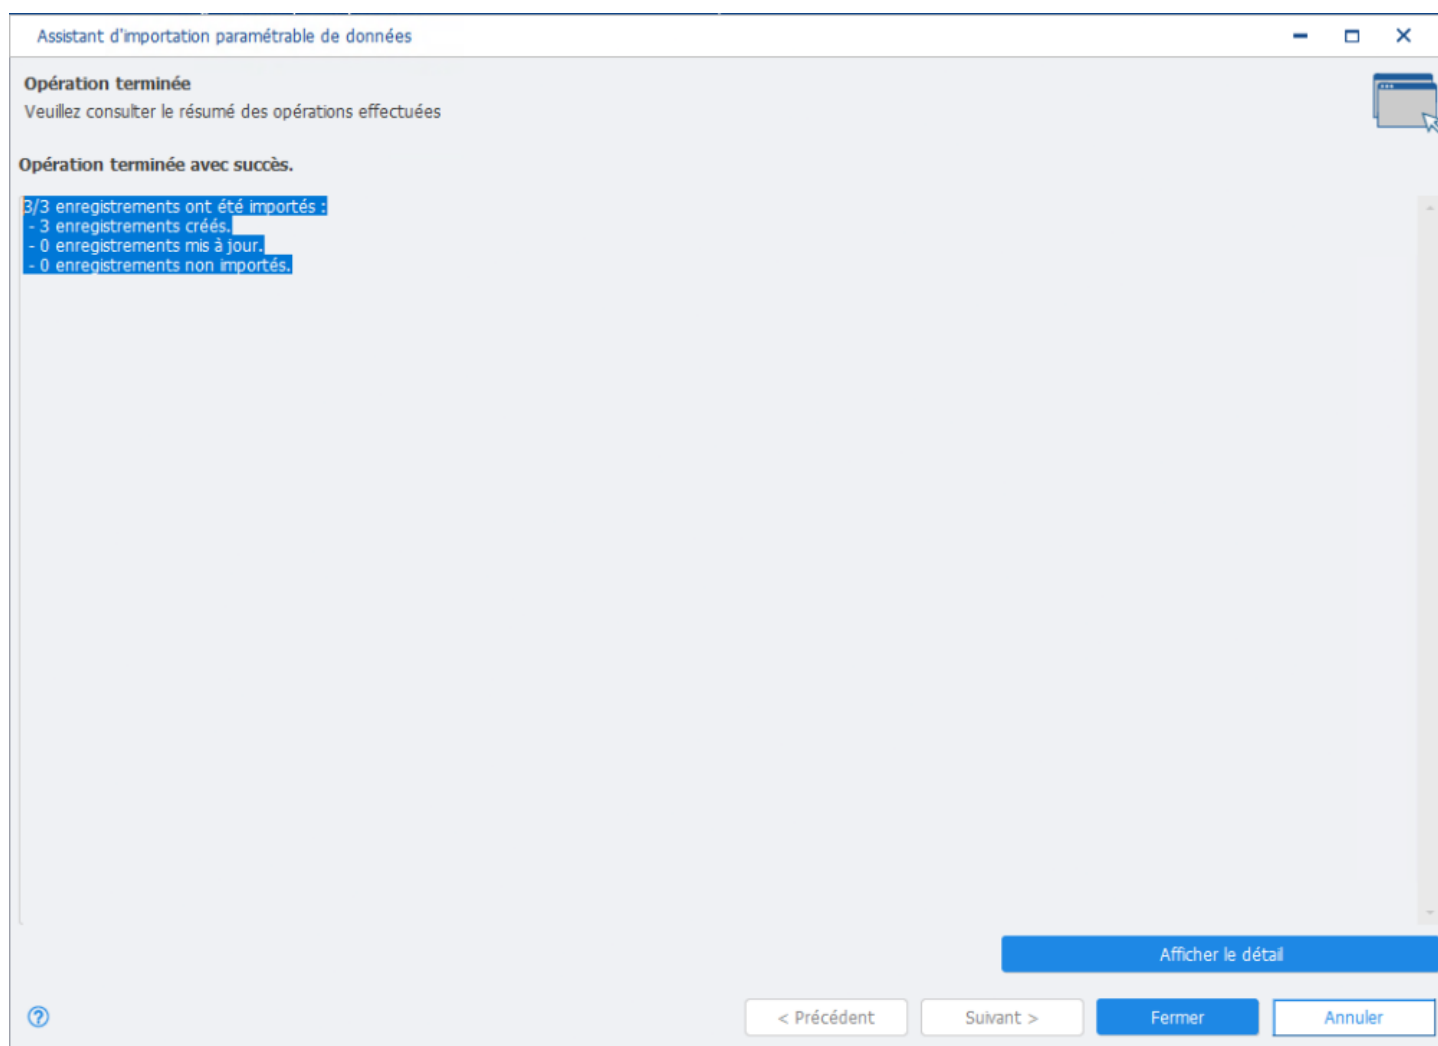 Assistant d'importation paramétrable de données
Opération terminée
Veuillez consulter le résumé des opérations effectuées
Opération terminée avec succès.
3/3 enregistrements ont été importés :
- 3 enregistrements créés.
- 0 enregistrements mis à jour.
- 0 enregistrements non importés.
Afficher le détail
< Précédent
Suivant >
Fermer
Annuler